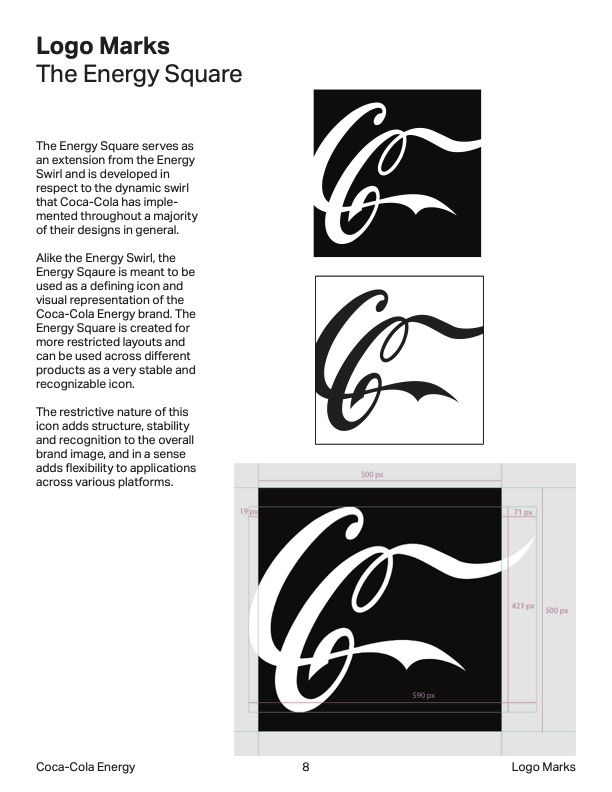 Logo Marks
The Energy Square
The Energy Square serves as
an extension from the Energy
Swirl and is developed in
respect to the dynamic swirl
that Coca-Cola has imple-
mented throughout a majority
of their designs in general.
Alike the Energy Swirl, the
Energy Sqaure is meant to be
used as a defining icon and
visual representation of the
Coca-Cola Energy brand. The
Energy Square is created for
more restricted layouts and
can be used across different
products as a very stable and
recognizable icon.
The restrictive nature of this
icon adds structure, stability
and recognition to the overall
brand image, and in a sense
adds flexibility to applications
across various platforms.
500 px
19 px
71 px
421 px
500 px
590 px
Coca-Cola Energy
8
Logo Marks